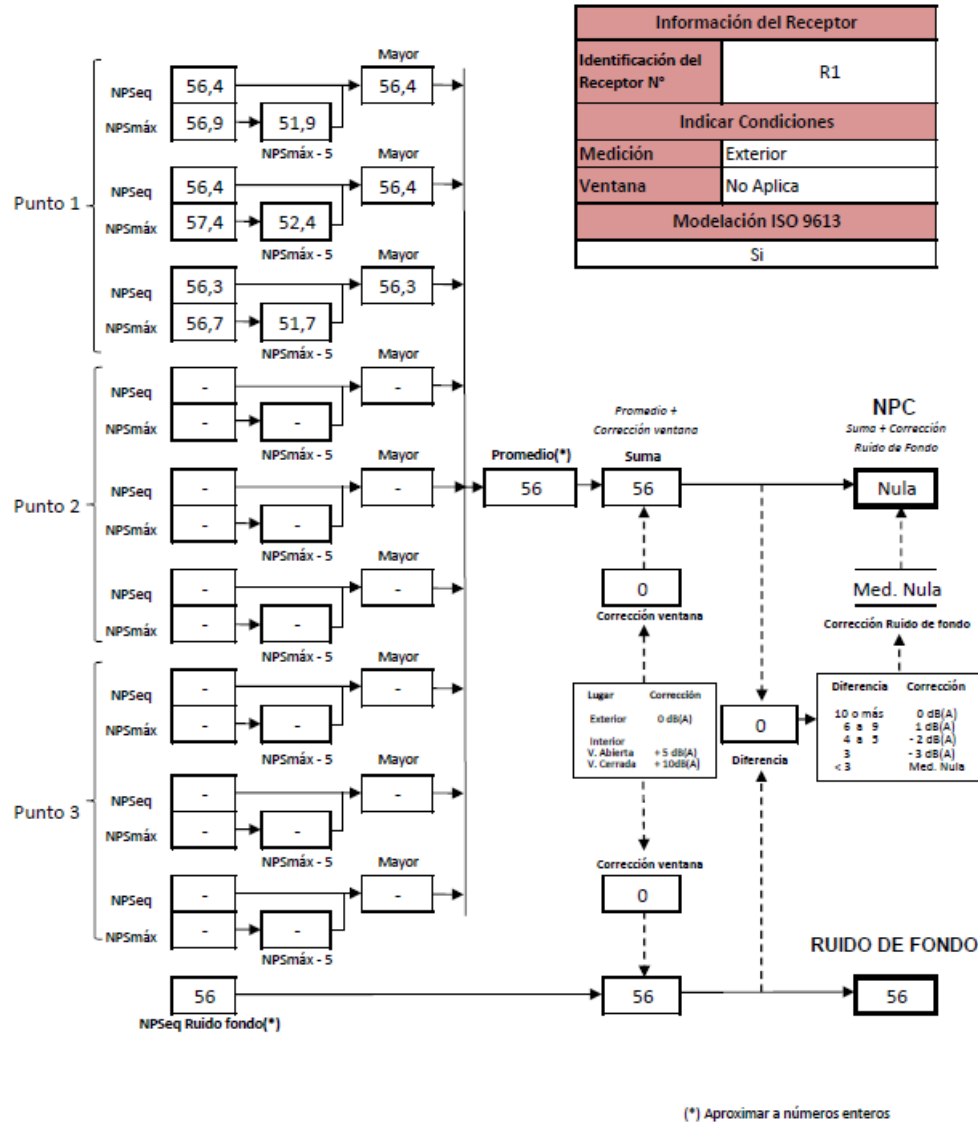 Información del Receptor
Identificación del Receptor N° R1
Indicar Condiciones
Medición Exterior
Ventana No Aplica
Modelación ISO 9613
Si
Punto 1
Mayor
NPSeq 56,4 56,4
NPSmáx 56,9 51,9
NPSmáx - 5
Mayor
NPSeq 56,4 56,4
NPSmáx 57,4 52,4
NPSmáx - 5
Mayor
NPSeq 56,3 56,3
NPSmáx 56,7 51,7
NPSmáx - 5
Punto 2
Mayor
NPSeq - -
NPSmáx - -
NPSmáx - 5
Mayor
NPSeq - -
NPSmáx - -
NPSmáx - 5
Mayor
NPSeq - -
NPSmáx - -
NPSmáx - 5
Punto 3
Mayor
NPSeq - -
NPSmáx - -
NPSmáx - 5
Mayor
NPSeq - -
NPSmáx - -
NPSmáx - 5
Mayor
NPSeq - -
NPSmáx - -
NPSmáx - 5
Promedio(*)
56
Promedio +
Corrección ventana
Suma
56
NPC
Suma + Corrección
Ruido de Fondo
Nula
0
Corrección ventana
Med. Nula
Corrección Ruido de fondo
Lugar Corrección
Exterior 0 dB(A)
Interior
V. Abierta + 5 dB(A)
V. Cerrada + 10dB(A)
0
Diferencia
Diferencia Corrección
10 o más 0 dB(A)
6 a 9 1 dB(A)
4 a 5 - 2 dB(A)
3 - 3 dB(A)
< 3 Med. Nula
Corrección ventana
0
RUIDO DE FONDO
56 56 56
NPSeq Ruido fondo(*)
(*) Aproximar a números enteros